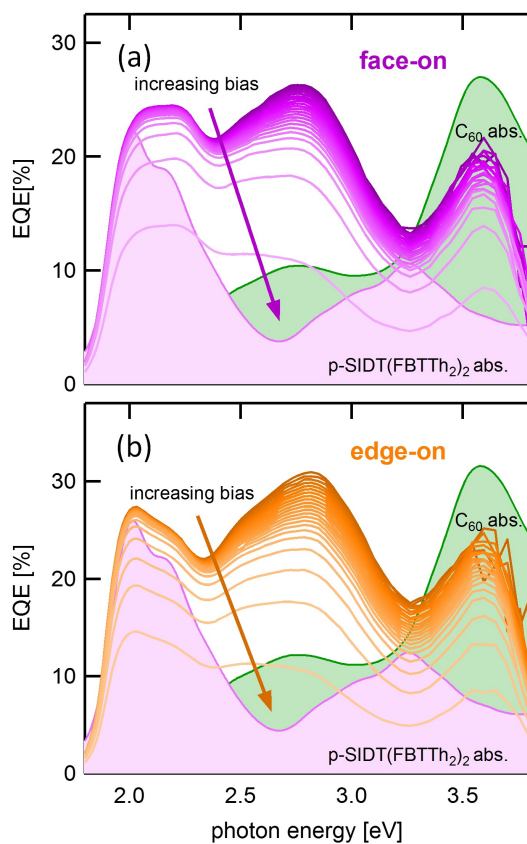 (a)
face-on
increasing bias
C₆₀ abs.
30
20
10
0
EQE[%]
p-SIDT(FBTTh₂)₂ abs.
(b)
edge-on
increasing bias
C₆₀ abs.
30
20
10
0
EQE [%]
p-SIDT(FBTTh₂)₂ abs.
2.0 2.5 3.0 3.5
photon energy [eV]